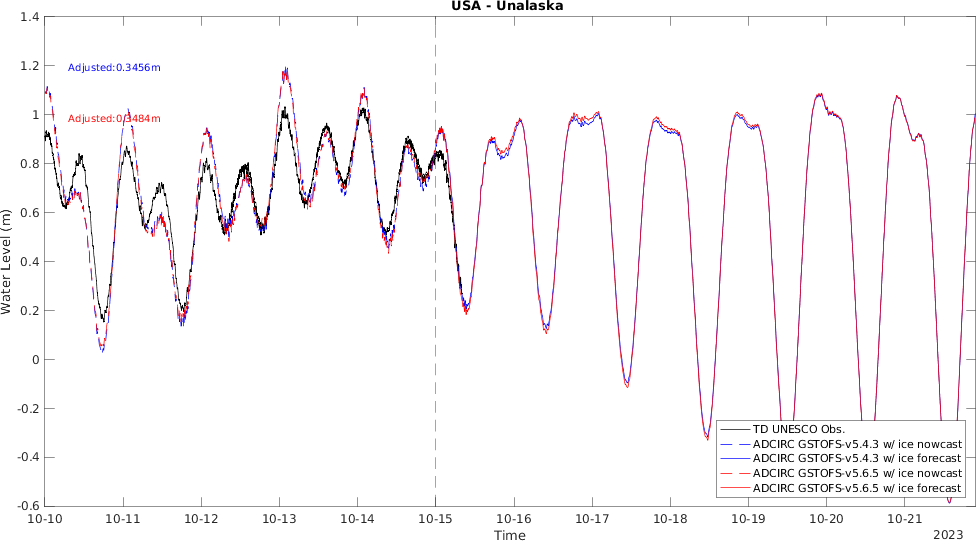 USA - Unalaska
1.4
1.2
1
0.8
0.6
0.4
0.2
0
-0.2
-0.4
-0.6
Water Level (m)
Adjusted:0.3456m
Adjusted:0.3484m
TD UNESCO Obs.
ADCIRC GSTOFS-v5.4.3 w/ ice nowcast
ADCIRC GSTOFS-v5.4.3 w/ ice forecast
ADCIRC GSTOFS-v5.6.5 w/ ice nowcast
ADCIRC GSTOFS-v5.6.5 w/ ice forecast
10-10 10-11 10-12 10-13 10-14 10-15 10-16 10-17 10-18 10-19 10-20 10-21
Time
2023